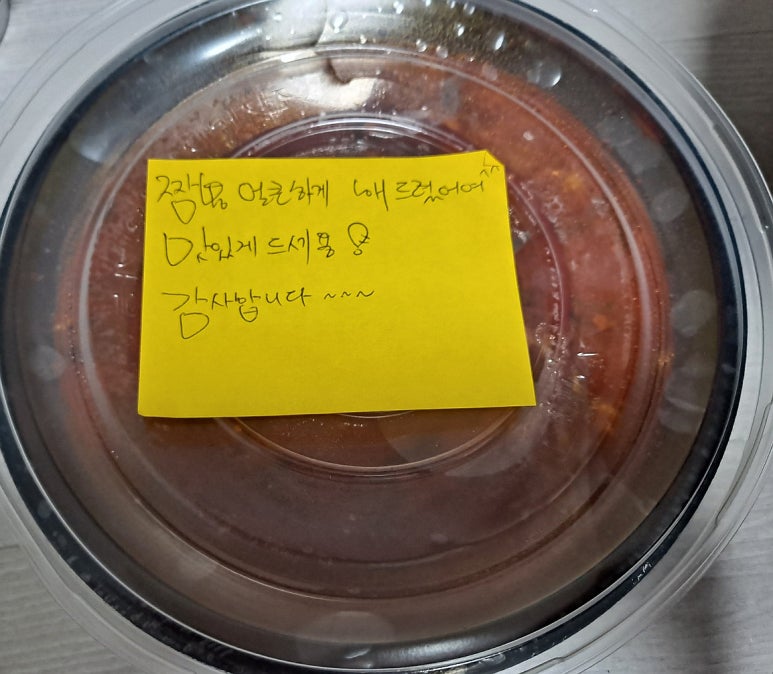 짬뽕 얼큰하게 해드렸어여^^
맛있게 드세용 !
감사합니다 ~~~